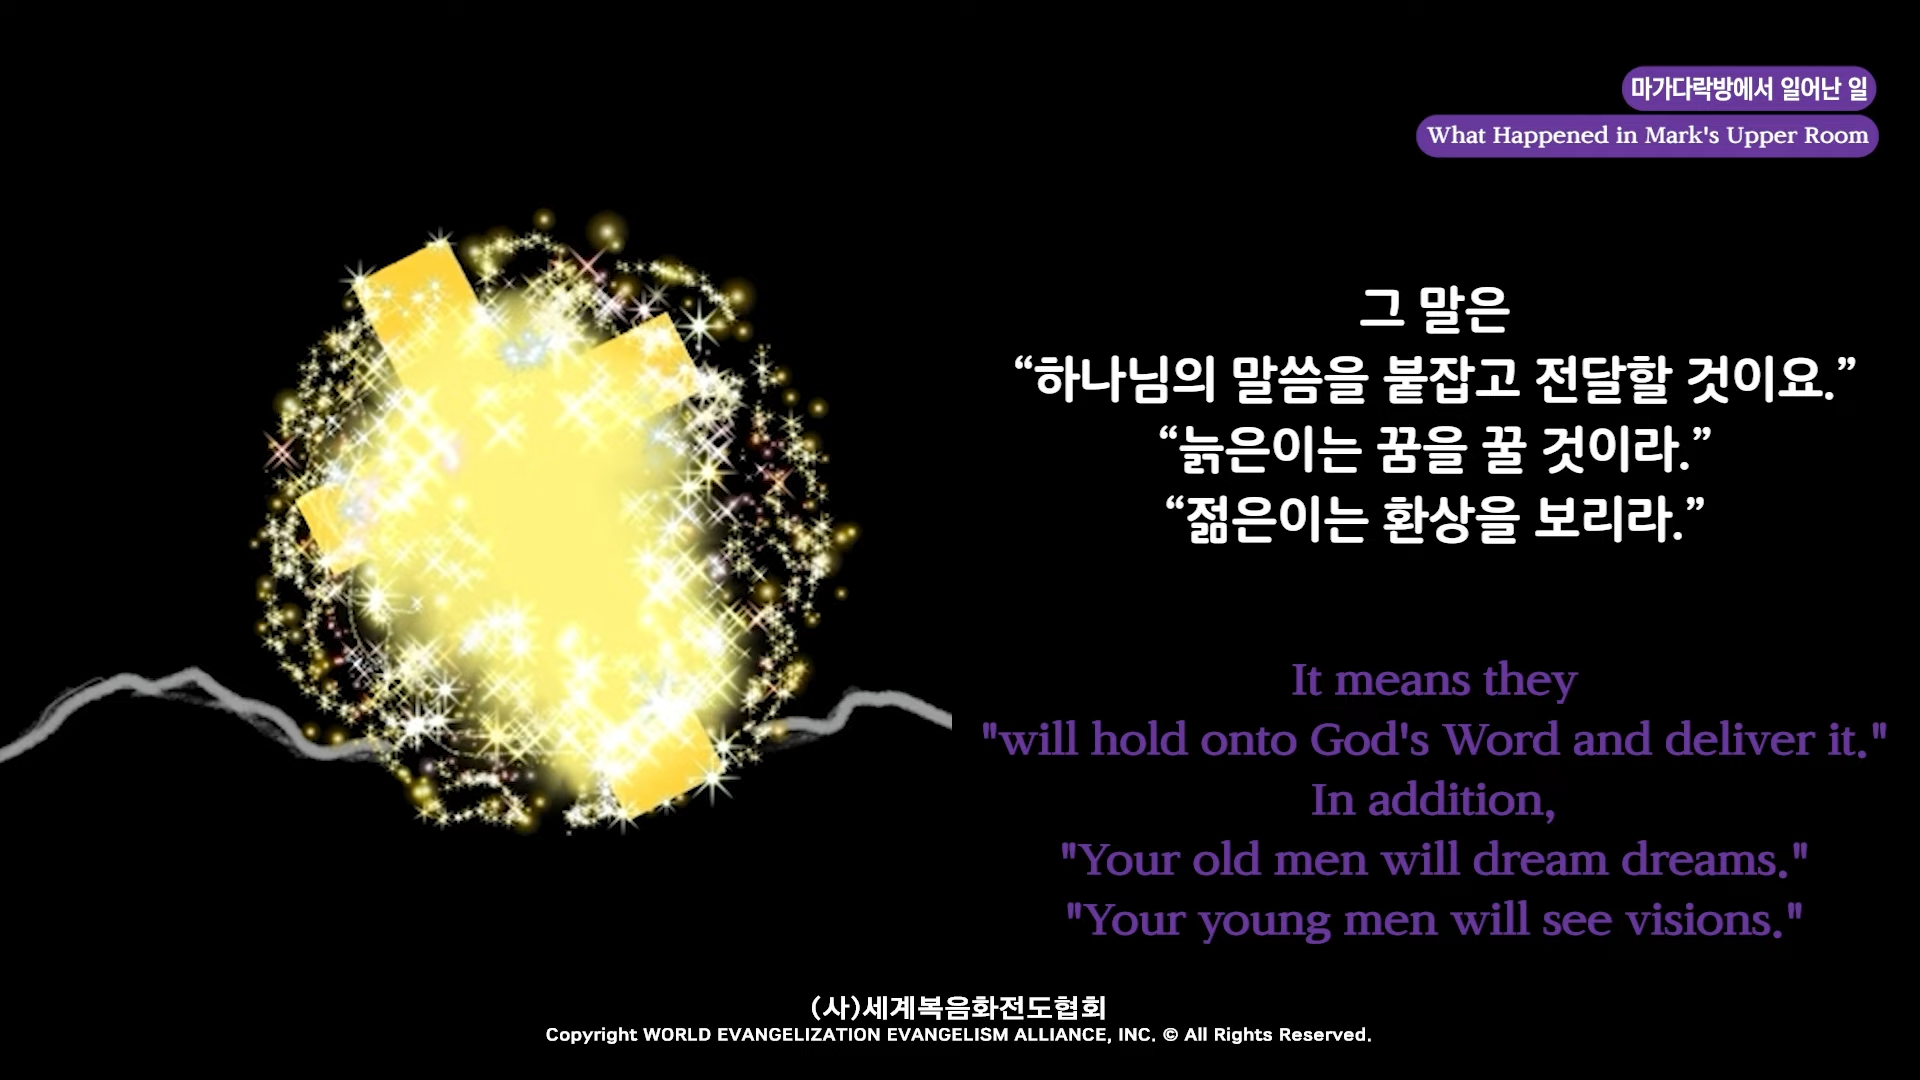 마가다락방에서 일어난 일
What Happened in Mark's Upper Room
그 말은
“하나님의 말씀을 붙잡고 전달할 것이요.”
“늙은이는 꿈을 꿀 것이라.”
“젊은이는 환상을 보리라.”
It means they
"will hold onto God's Word and deliver it."
In addition,
"Your old men will dream dreams."
"Your young men will see visions."
(사)세계복음화전도협회
Copyright WORLD EVANGELIZATION EVANGELISM ALLIANCE, INC. © All Rights Reserved.